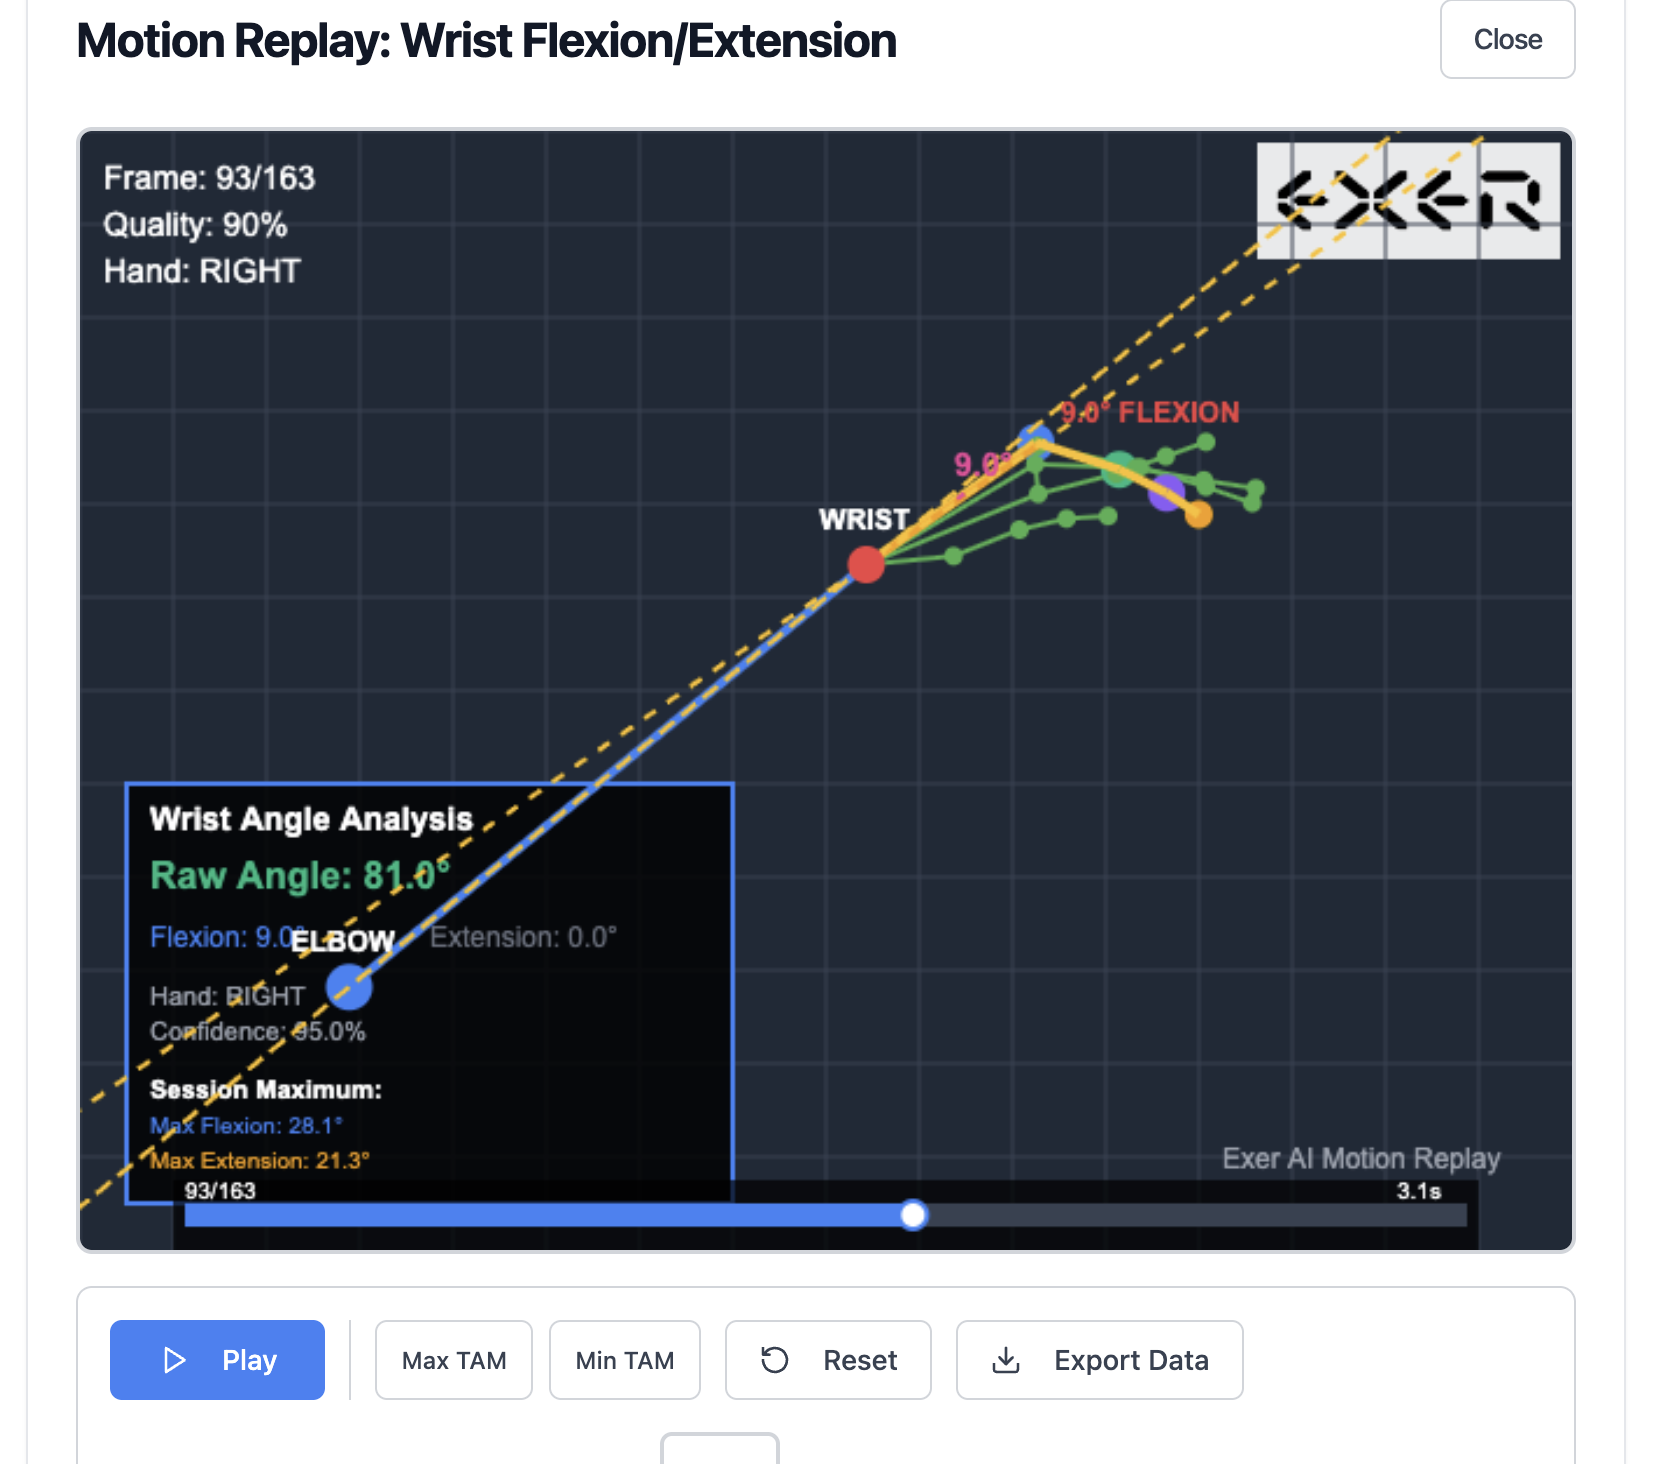 Motion Replay: Wrist Flexion/Extension
Close
Frame: 93/163
Quality: 90%
Hand: RIGHT
EXER
9.0° FLEXION
9.0°
WRIST
Wrist Angle Analysis
Raw Angle: 81.0°
Flexion: 9.0°
ELBOW
Extension: 0.0°
Hand: RIGHT
Confidence: 95.0%
Session Maximum:
Max Flexion: 28.1°
Max Extension: 21.3°
Exer AI Motion Replay
93/163
3.1s
Play
Max TAM
Min TAM
Reset
Export Data